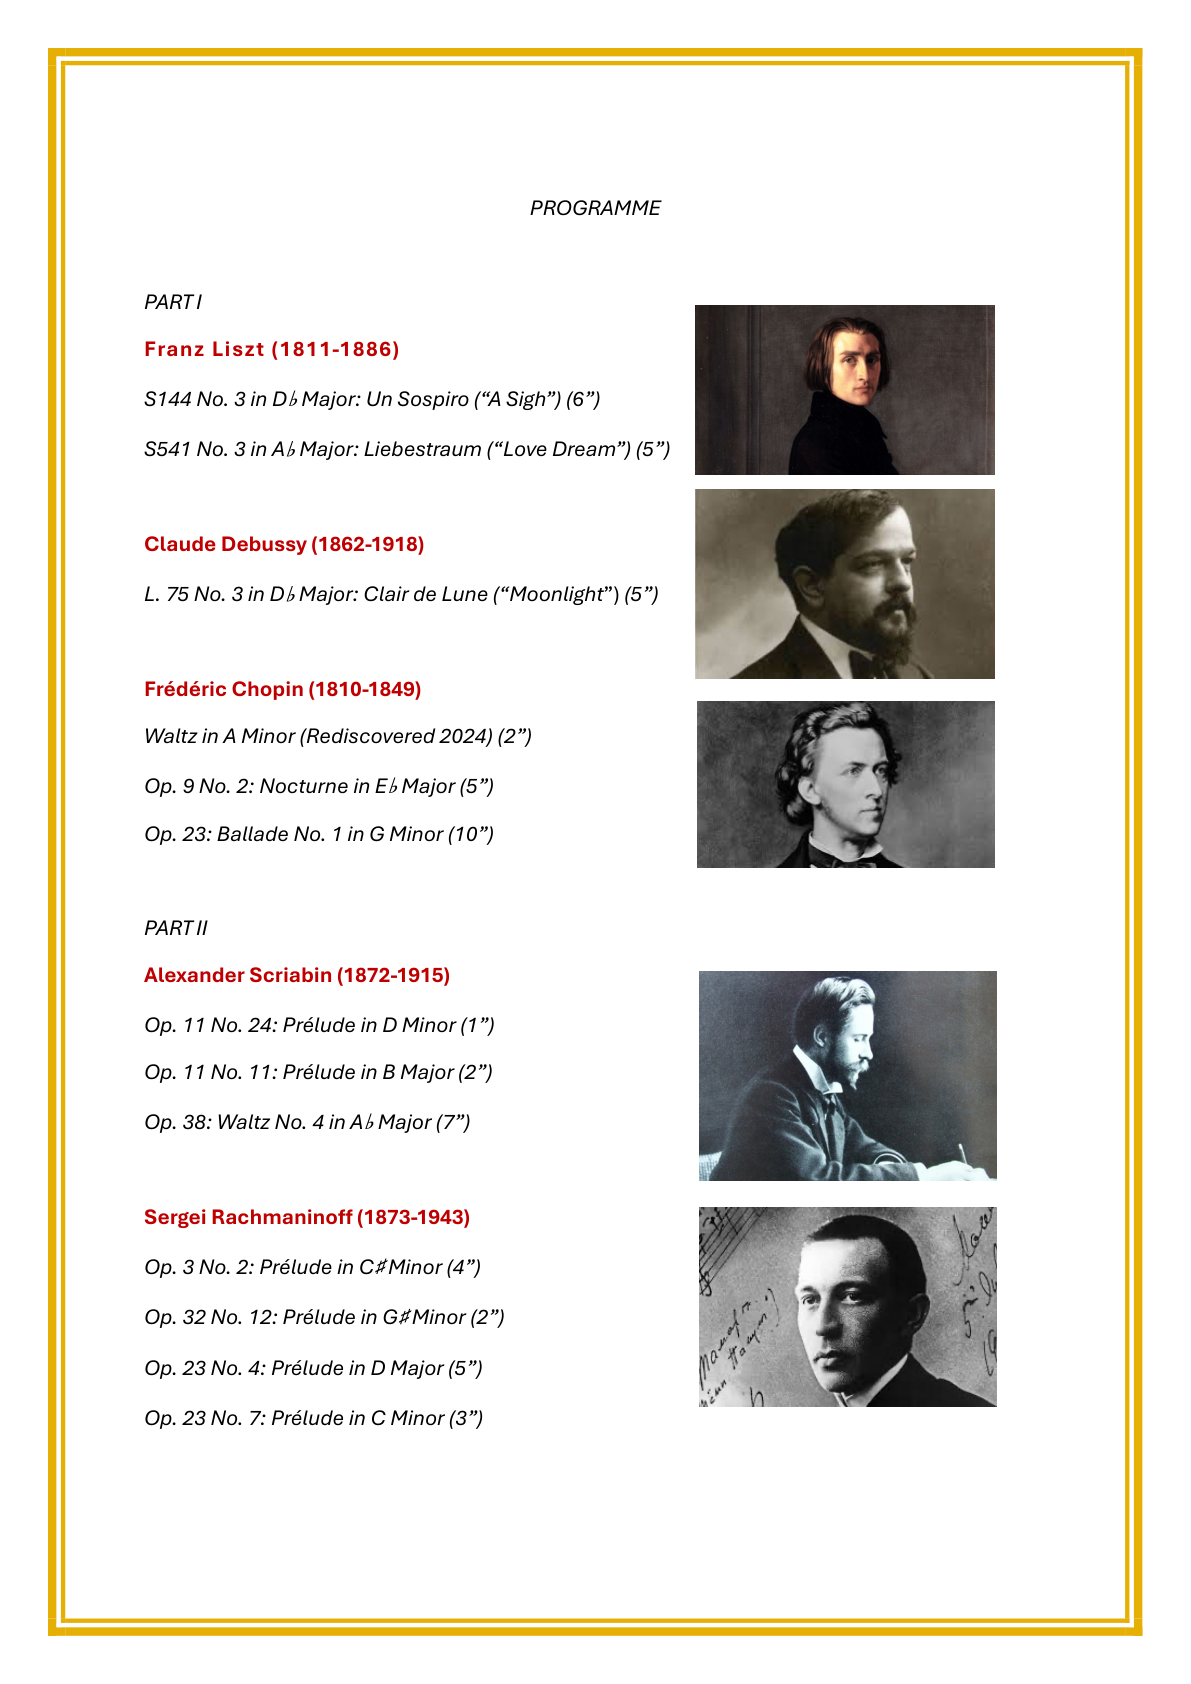 PROGRAMME
PART I
Franz Liszt (1811-1886)
S144 No. 3 in D♭ Major: Un Sospiro (“A Sigh”) (6”)
S541 No. 3 in A♭ Major: Liebestraum (“Love Dream”) (5”)
Claude Debussy (1862-1918)
L. 75 No. 3 in D♭ Major: Clair de Lune (“Moonlight”) (5”)
Frédéric Chopin (1810-1849)
Waltz in A Minor (Rediscovered 2024) (2”)
Op. 9 No. 2: Nocturne in E♭ Major (5”)
Op. 23: Ballade No. 1 in G Minor (10”)
PART II
Alexander Scriabin (1872-1915)
Op. 11 No. 24: Prélude in D Minor (1”)
Op. 11 No. 11: Prélude in B Major (2”)
Op. 38: Waltz No. 4 in A♭ Major (7”)
Sergei Rachmaninoff (1873-1943)
Op. 3 No. 2: Prélude in C♯ Minor (4”)
Op. 32 No. 12: Prélude in G♯ Minor (2”)
Op. 23 No. 4: Prélude in D Major (5”)
Op. 23 No. 7: Prélude in C Minor (3”)